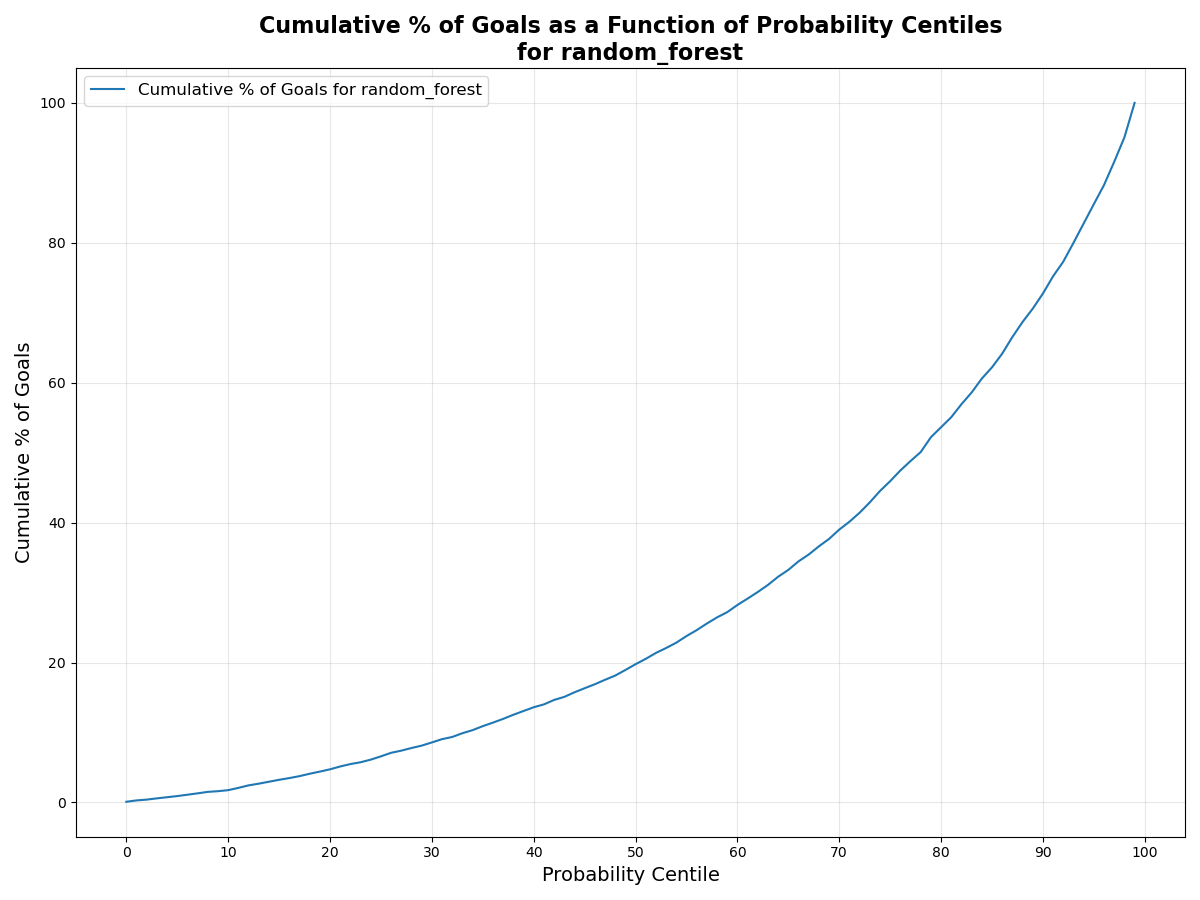 Cumulative % of Goals as a Function of Probability Centiles
for random_forest
Cumulative % of Goals for random_forest
100
80
60
40
20
0
Cumulative % of Goals
0 10 20 30 40 50 60 70 80 90 100
Probability Centile